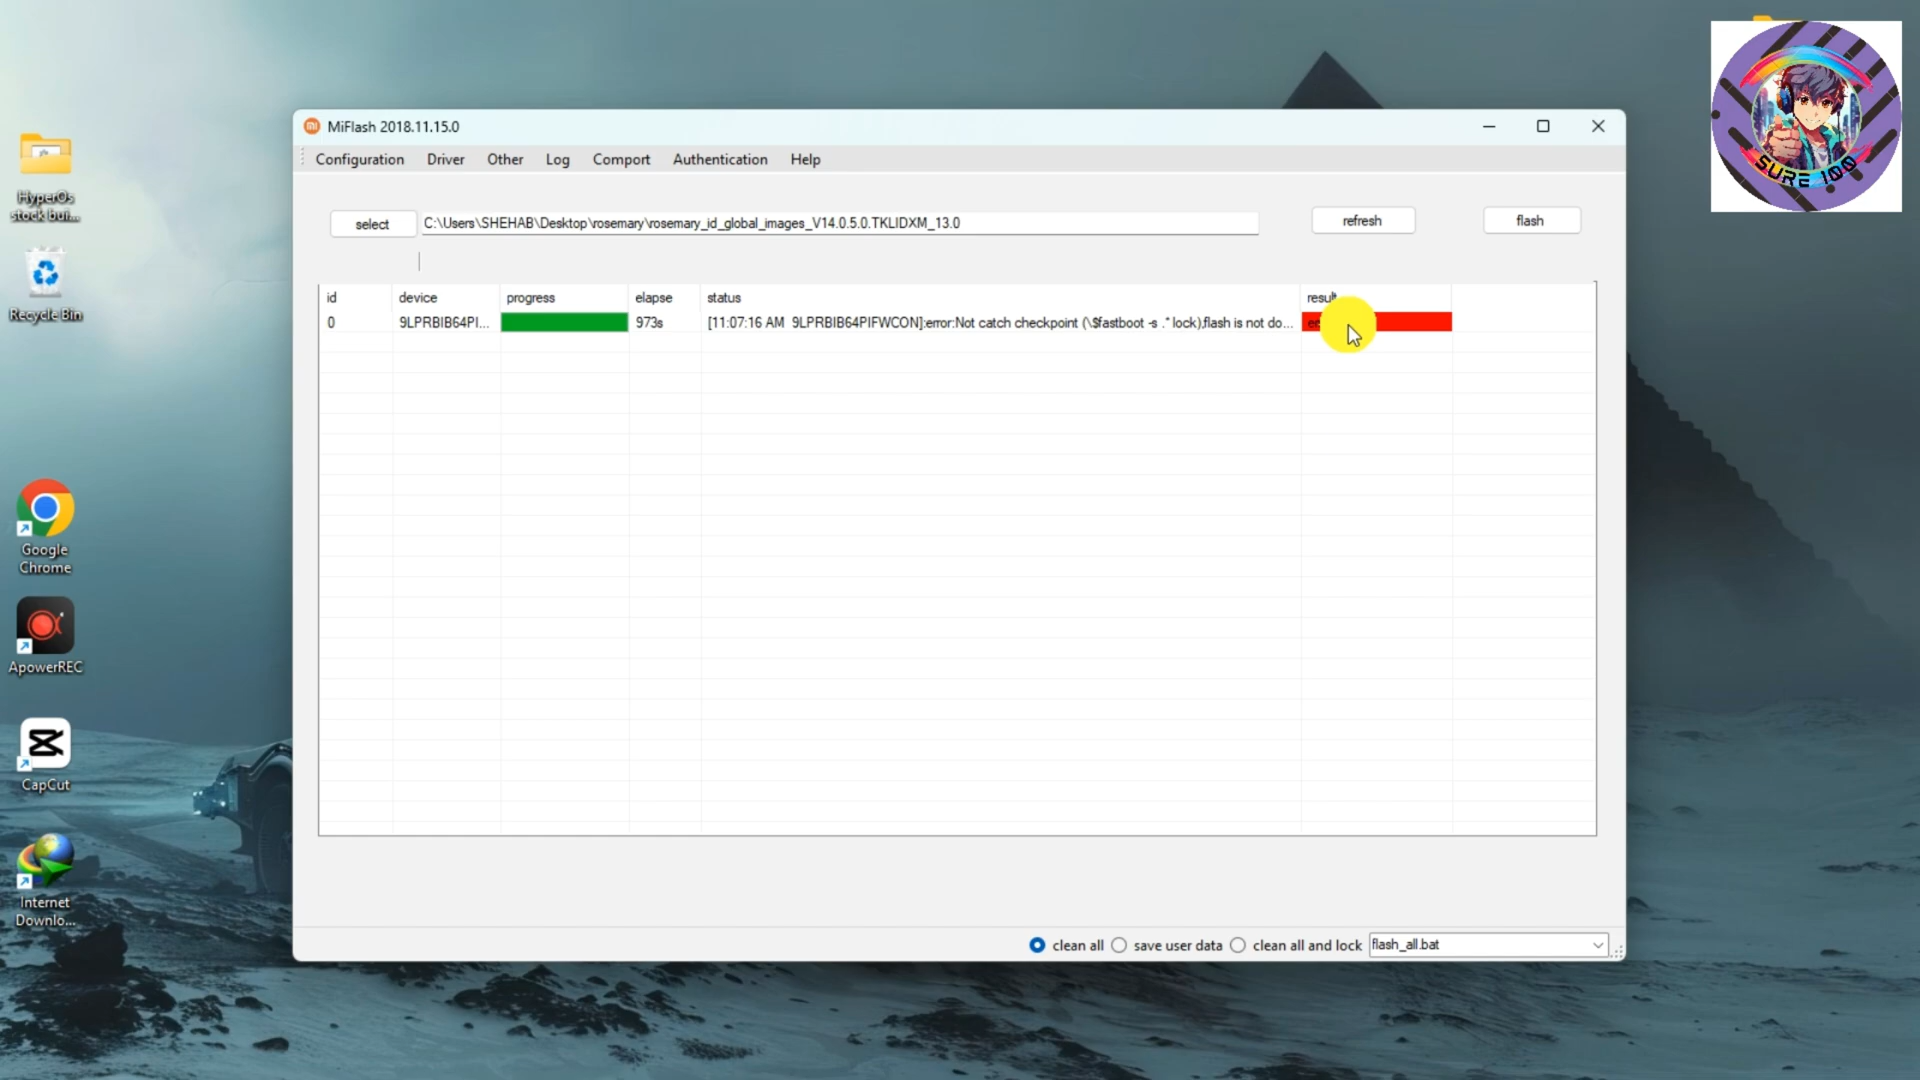 SURE 100
HyperOs
stock bui...
Recycle Bin
Google
Chrome
ApowerREC
CapCut
Internet
Downlo...
MiFlash 2018.11.15.0
Configuration Driver Other Log Comport Authentication Help
select C:\Users\SHEHAB\Desktop\rosemary\rosemary_id_global_images_V14.0.5.0.TKLIDXM_13.0 refresh flash
id device progress elapse status result
0 9LPRBIB64PI... 973s [11:07:16 AM 9LPRBIB64PIFWCON]:error:Not catch checkpoint (\$fastboot -s .* lock),flash is not do...
clean all save user data clean all and lock flash_all.bat